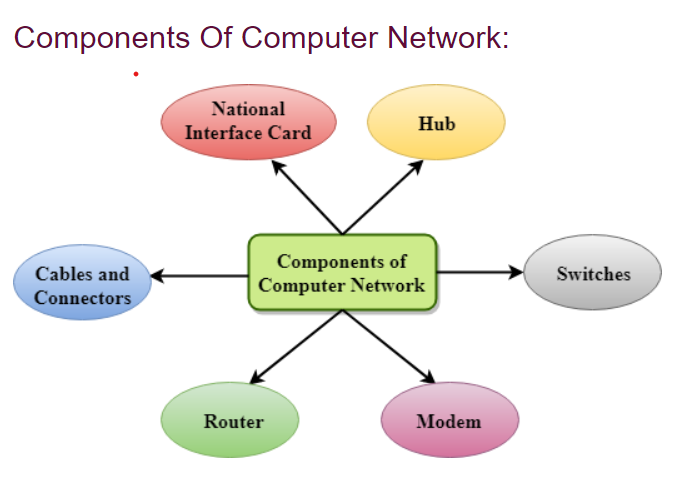 Components Of Computer Network:
National
Interface Card
Hub
Components of
Computer Network
Cables and
Connectors
Switches
Router
Modem